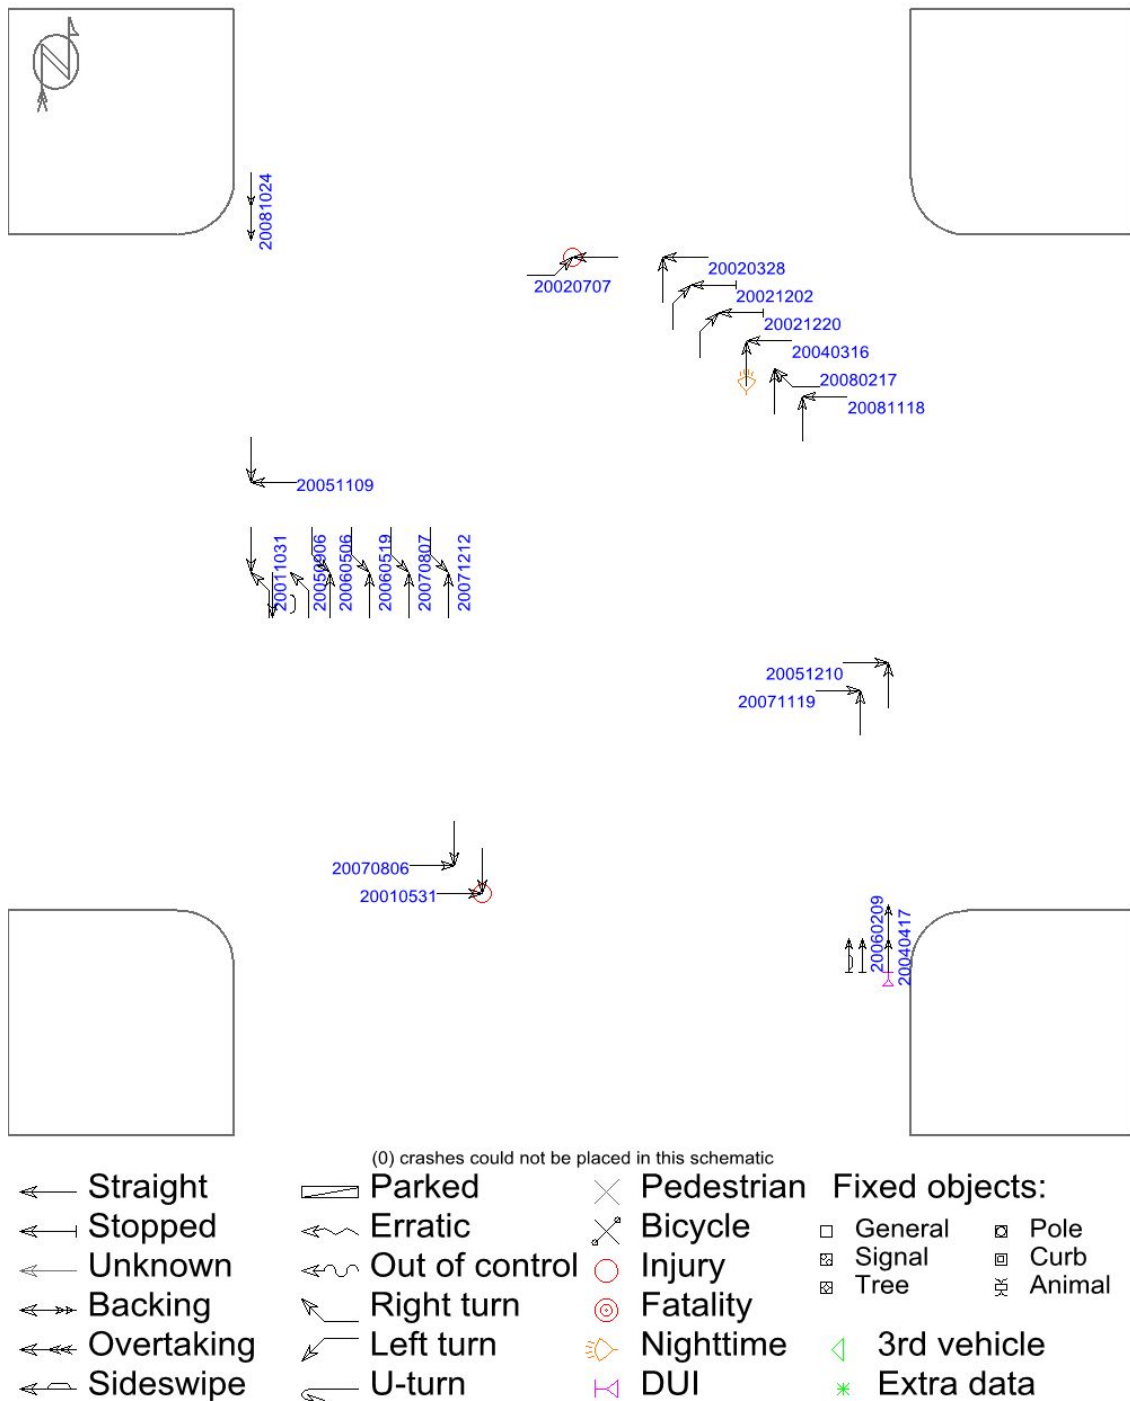 N
20081024
20020707
20020328
20021202
20021220
20040316
20080217
20081118
20051109
20011031
20050906
20060506
20060519
20070807
20071212
20051210
20071119
20070806
20010531
20060209
20040417
(0) crashes could not be placed in this schematic
Straight Parked Pedestrian Fixed objects:
Stopped Erratic Bicycle General Pole
Unknown Out of control Injury Signal Curb
Backing Right turn Fatality Tree Animal
Overtaking Left turn Nighttime 3rd vehicle
Sideswipe U-turn DUI Extra data